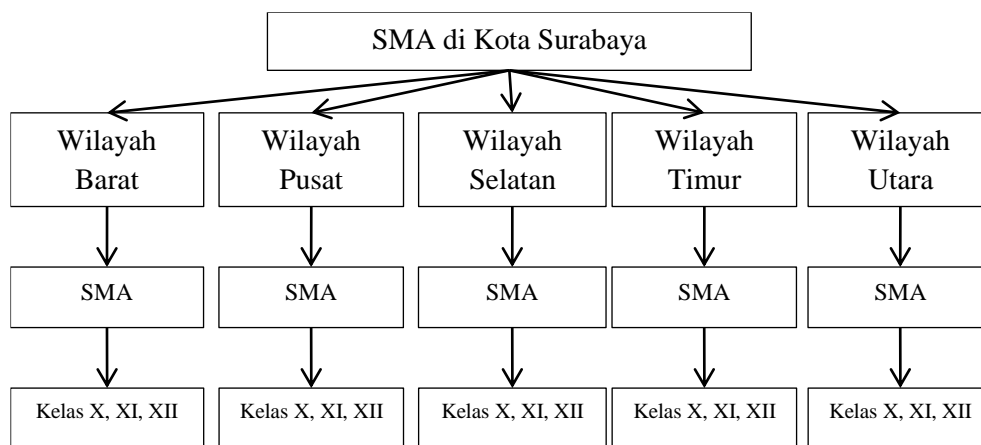 SMA di Kota Surabaya
Wilayah
Barat
Wilayah
Pusat
Wilayah
Selatan
Wilayah
Timur
Wilayah
Utara
SMA
SMA
SMA
SMA
SMA
Kelas X, XI, XII
Kelas X, XI, XII
Kelas X, XI, XII
Kelas X, XI, XII
Kelas X, XI, XII